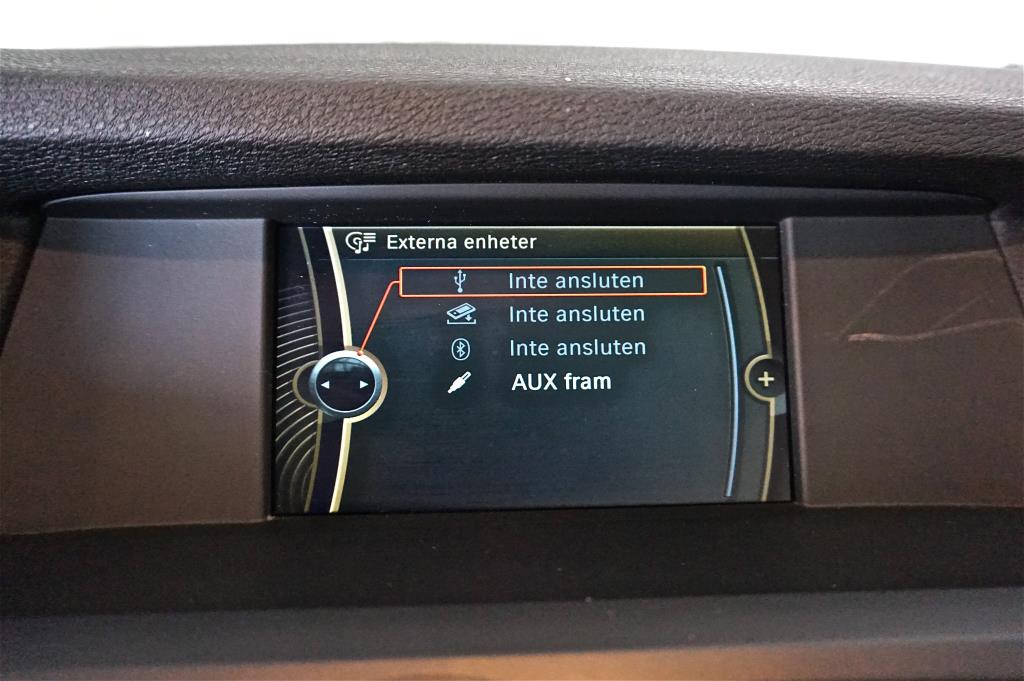 Externa enheter
Inte ansluten
Inte ansluten
Inte ansluten
AUX fram